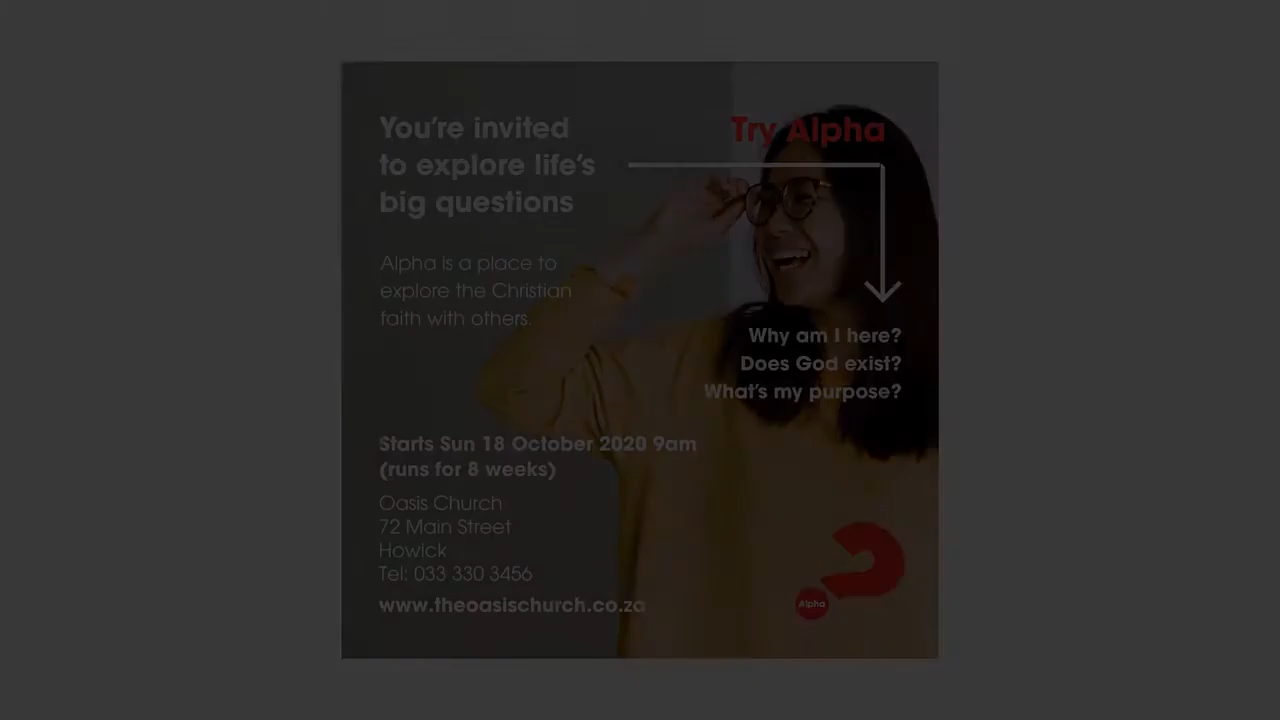 You're invited
to explore life's
big questions
Try Alpha
Alpha is a place to
explore the Christian
faith with others.
Why am I here?
Does God exist?
What's my purpose?
Starts Sun 18 October 2020 9am
(runs for 8 weeks)
Oasis Church
72 Main Street
Howick
Tel: 033 330 3456
www.theoasischurch.co.za
Alpha